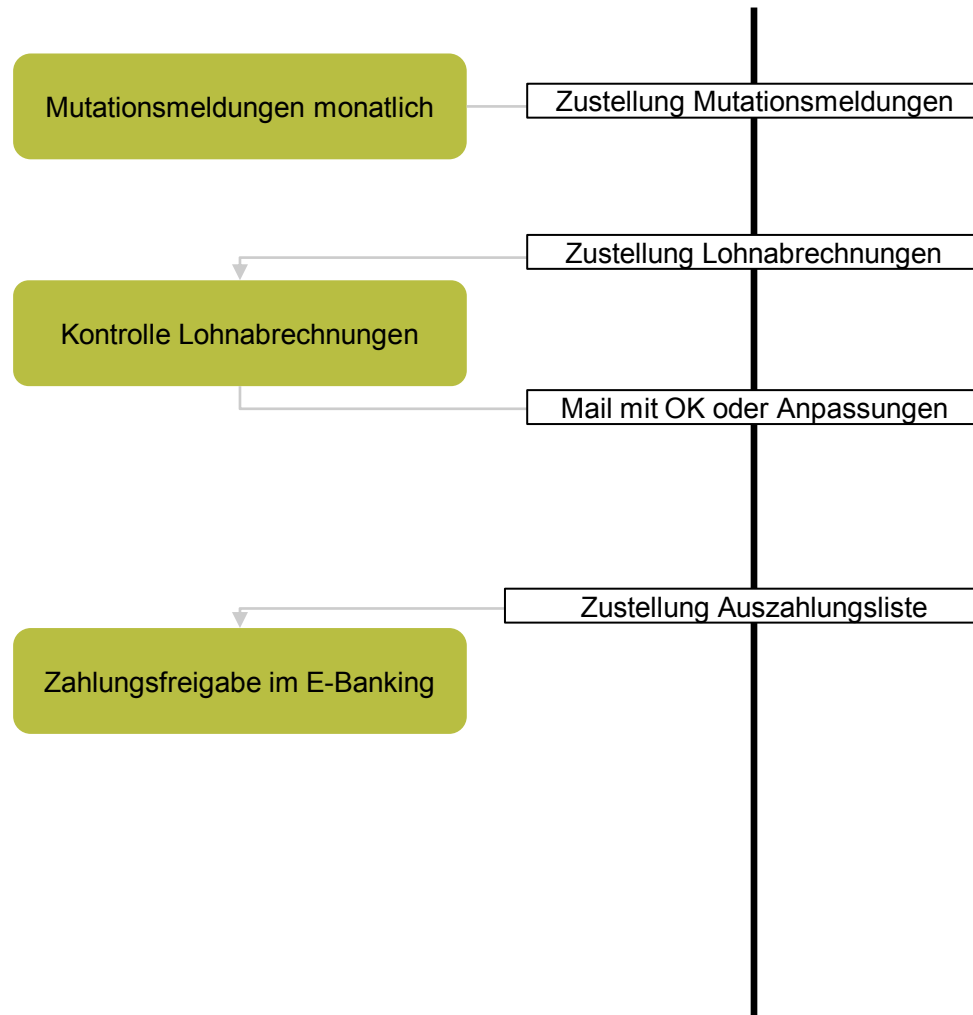 Mutationsmeldungen monatlich
Zustellung Mutationsmeldungen
Zustellung Lohnabrechnungen
Kontrolle Lohnabrechnungen
Mail mit OK oder Anpassungen
Zustellung Auszahlungsliste
Zahlungsfreigabe im E-Banking